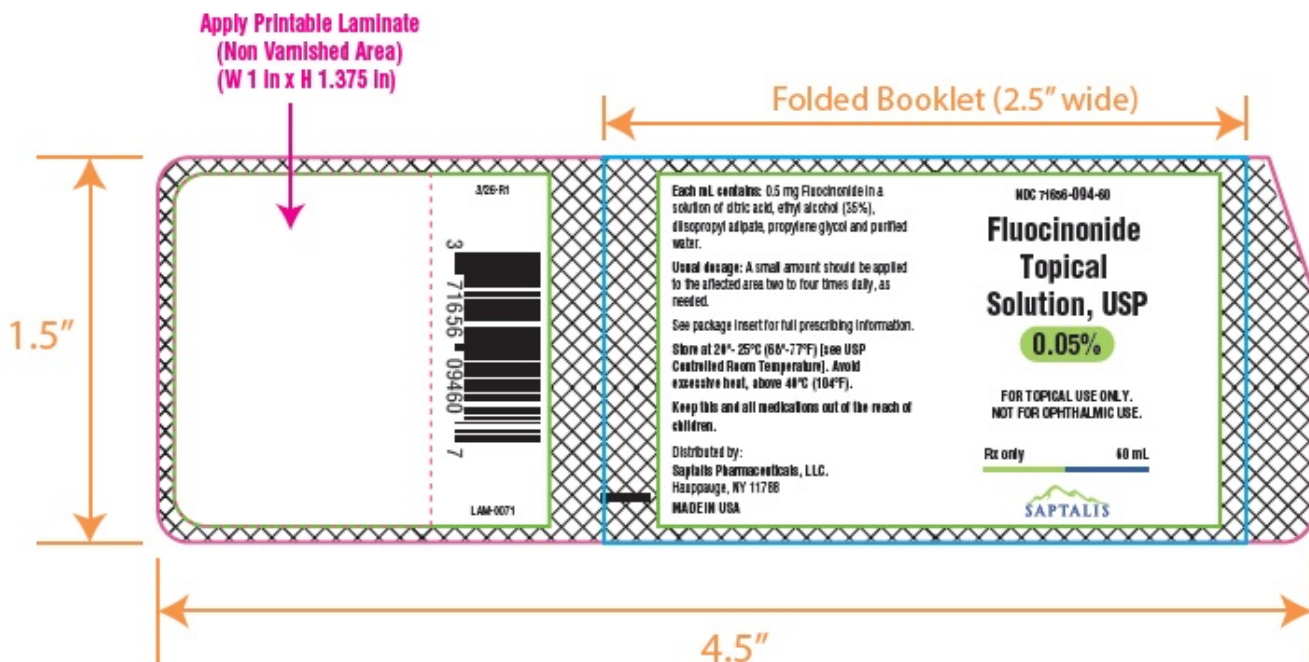 Apply Printable Laminate
(Non Varnished Area)
(W 1 in x H 1.375 in)
Folded Booklet (2.5” wide)
1.5”
3/26-R1
3 71656 09460 7
LAM-0071
Each mL contains: 0.5 mg Fluocinonide in a
solution of citric acid, ethyl alcohol (35%),
diisopropyl adipate, propylene glycol and purified
water.
Usual dosage: A small amount should be applied
to the affected area two to four times daily, as
needed.
See package insert for full prescribing information.
Store at 20°- 25°C (68°-77°F) [see USP
Controlled Room Temperature]. Avoid
excessive heat, above 40°C (104°F).
Keep this and all medications out of the reach of
children.
Distributed by:
Saptalis Pharmaceuticals, LLC.
Hauppauge, NY 11788
MADE IN USA
NDC 71656-094-60
Fluocinonide
Topical
Solution, USP
0.05%
FOR TOPICAL USE ONLY.
NOT FOR OPHTHALMIC USE.
Rx only 60 mL
SAPTALIS
4.5”